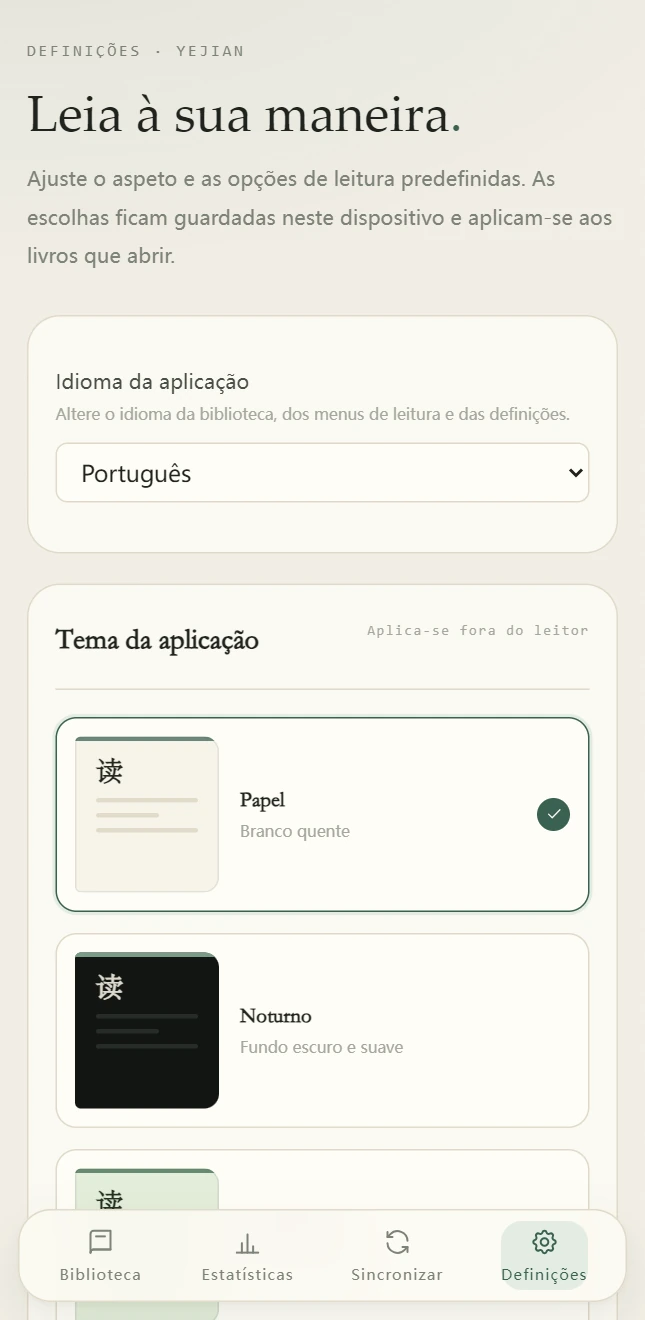 DEFINIÇÕES · YEJIAN
Leia à sua maneira.
Ajuste o aspeto e as opções de leitura predefinidas. As
escolhas ficam guardadas neste dispositivo e aplicam-se aos
livros que abrir.
Idioma da aplicação
Altere o idioma da biblioteca, dos menus de leitura e das definições.
Português
Tema da aplicação
Aplica-se fora do leitor
读
Papel
Branco quente
读
Noturno
Fundo escuro e suave
读
Biblioteca
Estatísticas
Sincronizar
Definições